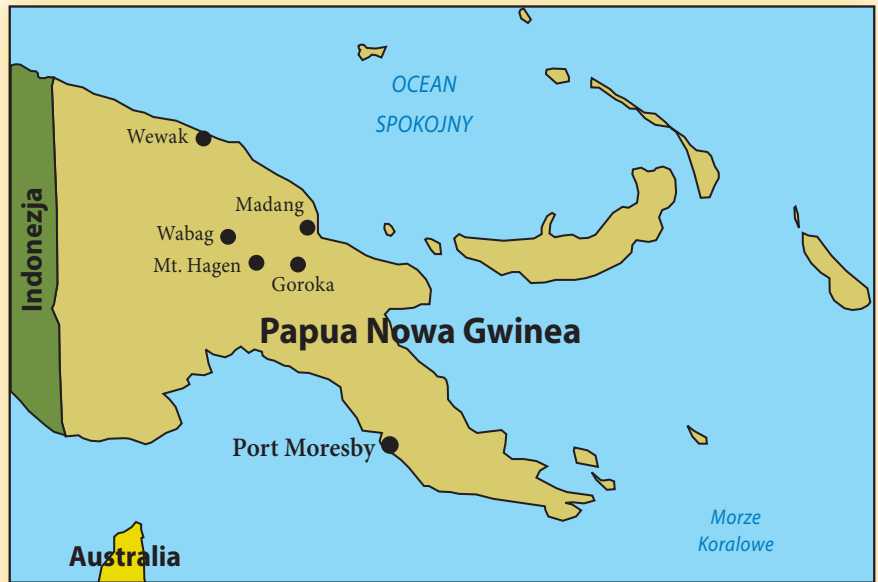 OCEAN
SPOKOJNY
Wewak
Madang
Wabag
Mt. Hagen
Goroka
Indonezja
Papua Nowa Gwinea
Port Moresby
Morze
Koralowe
Australia